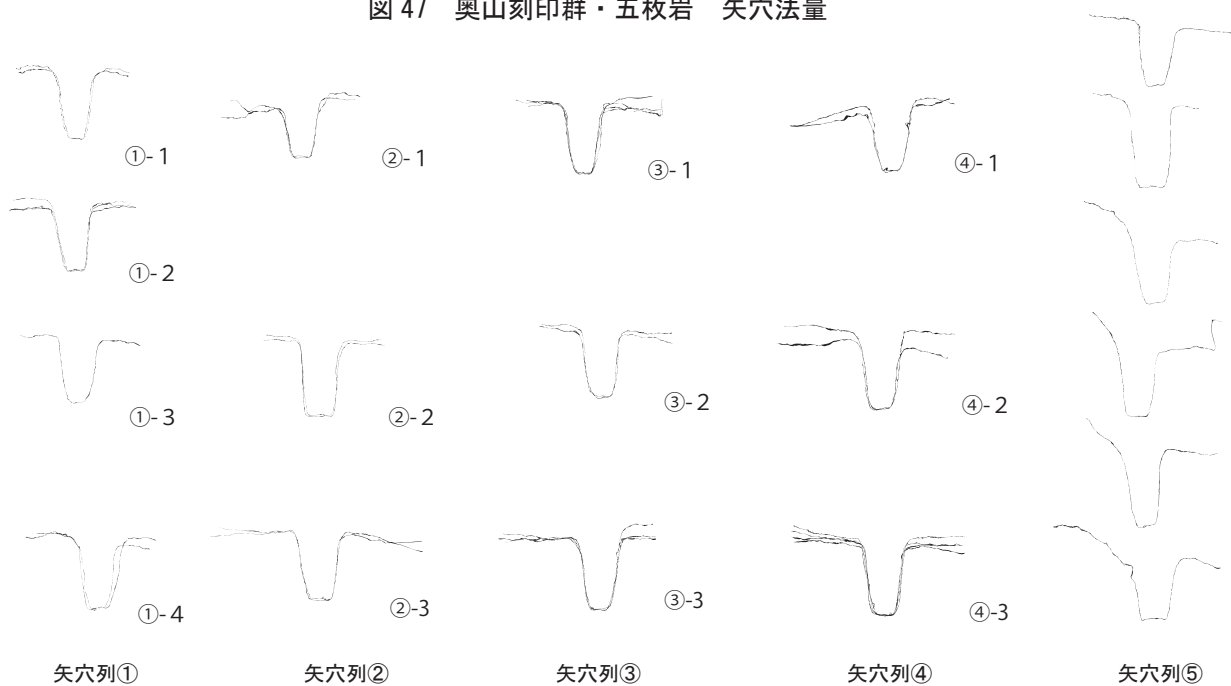 図 47　奥山刻印群・五枚岩　矢穴法量
①-1
②-1
③-1
④-1
①-2
①-3
②-2
③-2
④-2
①-4
②-3
③-3
④-3
矢穴列①
矢穴列②
矢穴列③
矢穴列④
矢穴列⑤